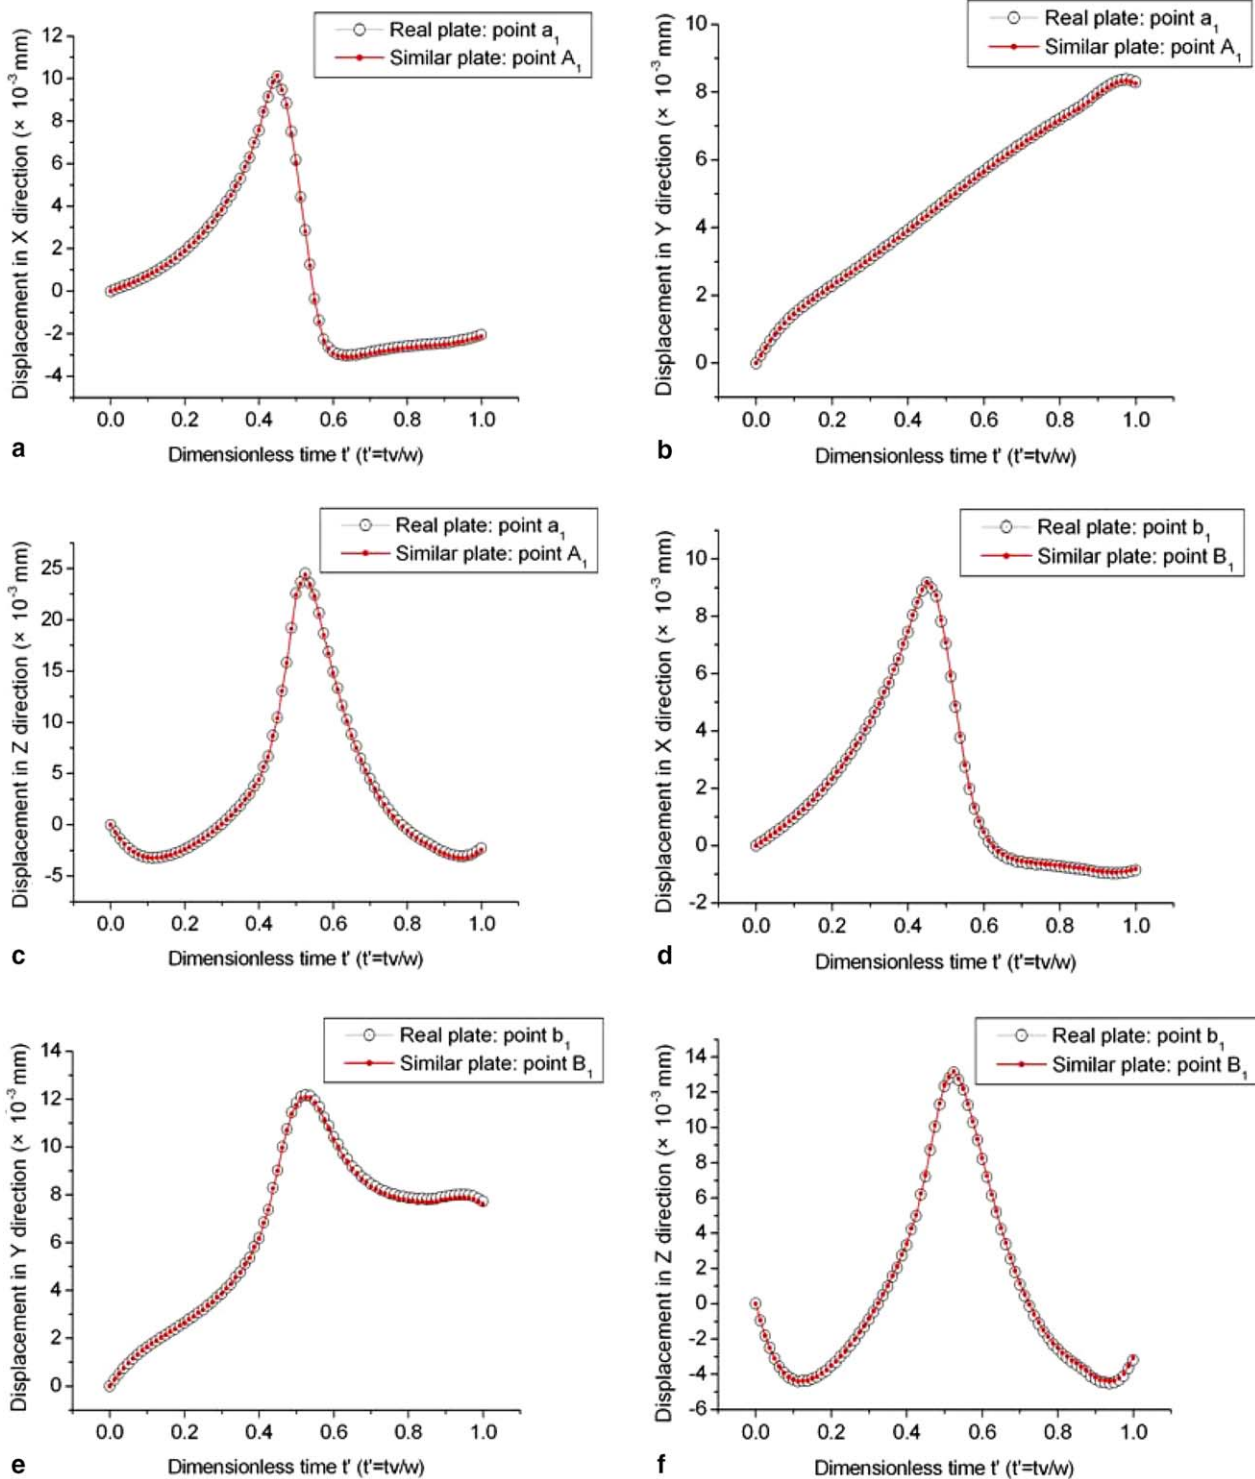 Real plate: point a1
Similar plate: point A1
Displacement in X direction (× 10-3 mm)
12
10
8
6
4
2
0
-2
-4
0.0 0.2 0.4 0.6 0.8 1.0
Dimensionless time t' (t'=tv/w)
a
Real plate: point a1
Similar plate: point A1
Displacement in Y direction (× 10-3 mm)
10
8
6
4
2
0
0.0 0.2 0.4 0.6 0.8 1.0
Dimensionless time t' (t'=tv/w)
b
Real plate: point a1
Similar plate: point A1
Displacement in Z direction (× 10-3 mm)
25
20
15
10
5
0
-5
0.0 0.2 0.4 0.6 0.8 1.0
Dimensionless time t' (t'=tv/w)
c
Real plate: point b1
Similar plate: point B1
Displacement in X direction (× 10-3 mm)
10
8
6
4
2
0
-2
0.0 0.2 0.4 0.6 0.8 1.0
Dimensionless time t' (t'=tv/w)
d
Real plate: point b1
Similar plate: point B1
Displacement in Y direction (× 10-3 mm)
14
12
10
8
6
4
2
0
0.0 0.2 0.4 0.6 0.8 1.0
Dimensionless time t' (t'=tv/w)
e
Real plate: point b1
Similar plate: point B1
Displacement in Z direction (× 10-3 mm)
14
12
10
8
6
4
2
0
-2
-4
-6
0.0 0.2 0.4 0.6 0.8 1.0
Dimensionless time t' (t'=tv/w)
f